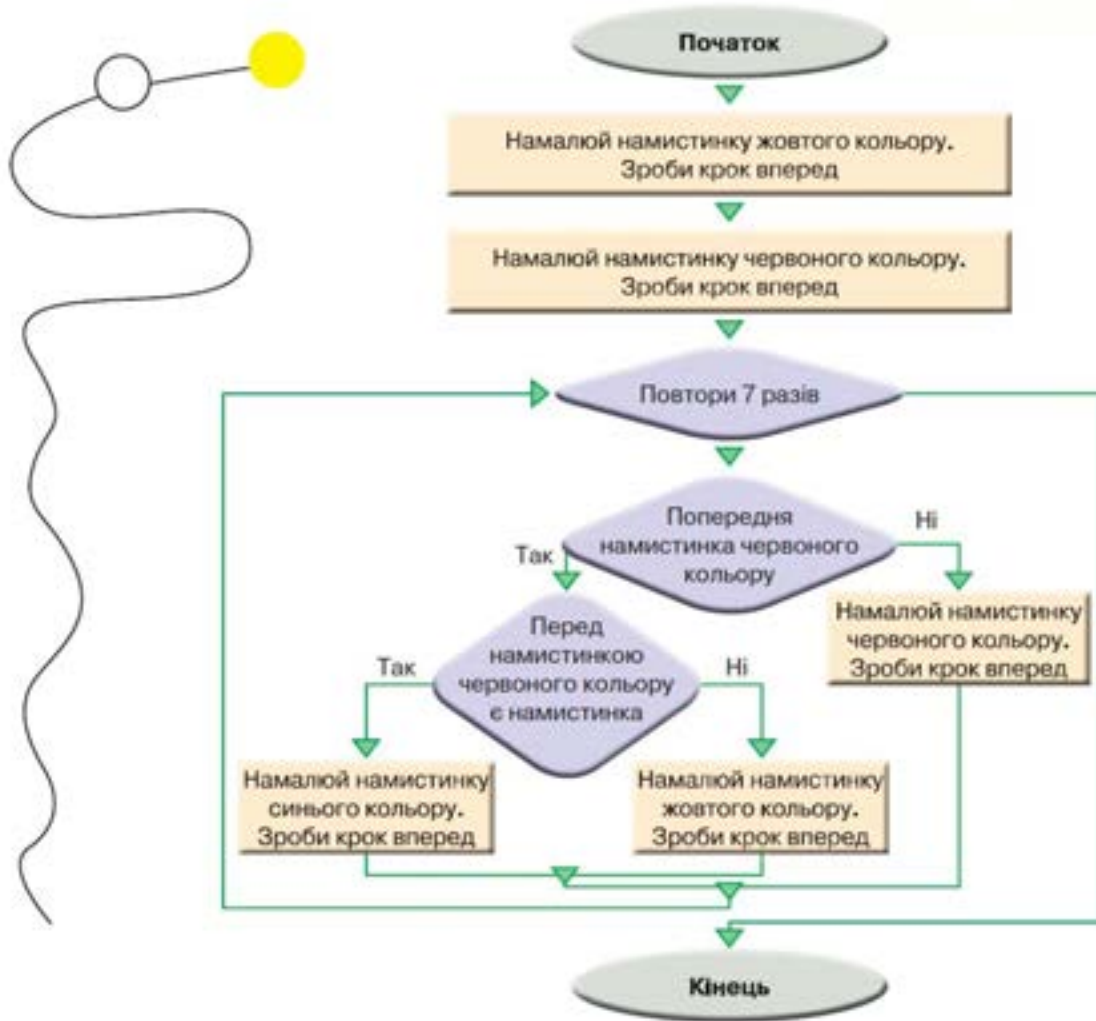 Початок
Намалюй намистинку жовтого кольору.
Зроби крок вперед
Намалюй намистинку червоного кольору.
Зроби крок вперед
Повтори 7 разів
Попередня
намистинка червоного
кольору
Так
Ні
Перед
намистинкою
червоного кольору
є намистинка
Намалюй намистинку
червоного кольору.
Зроби крок вперед
Так
Ні
Намалюй намистинку
синього кольору.
Зроби крок вперед
Намалюй намистинку
жовтого кольору.
Зроби крок вперед
Кінець